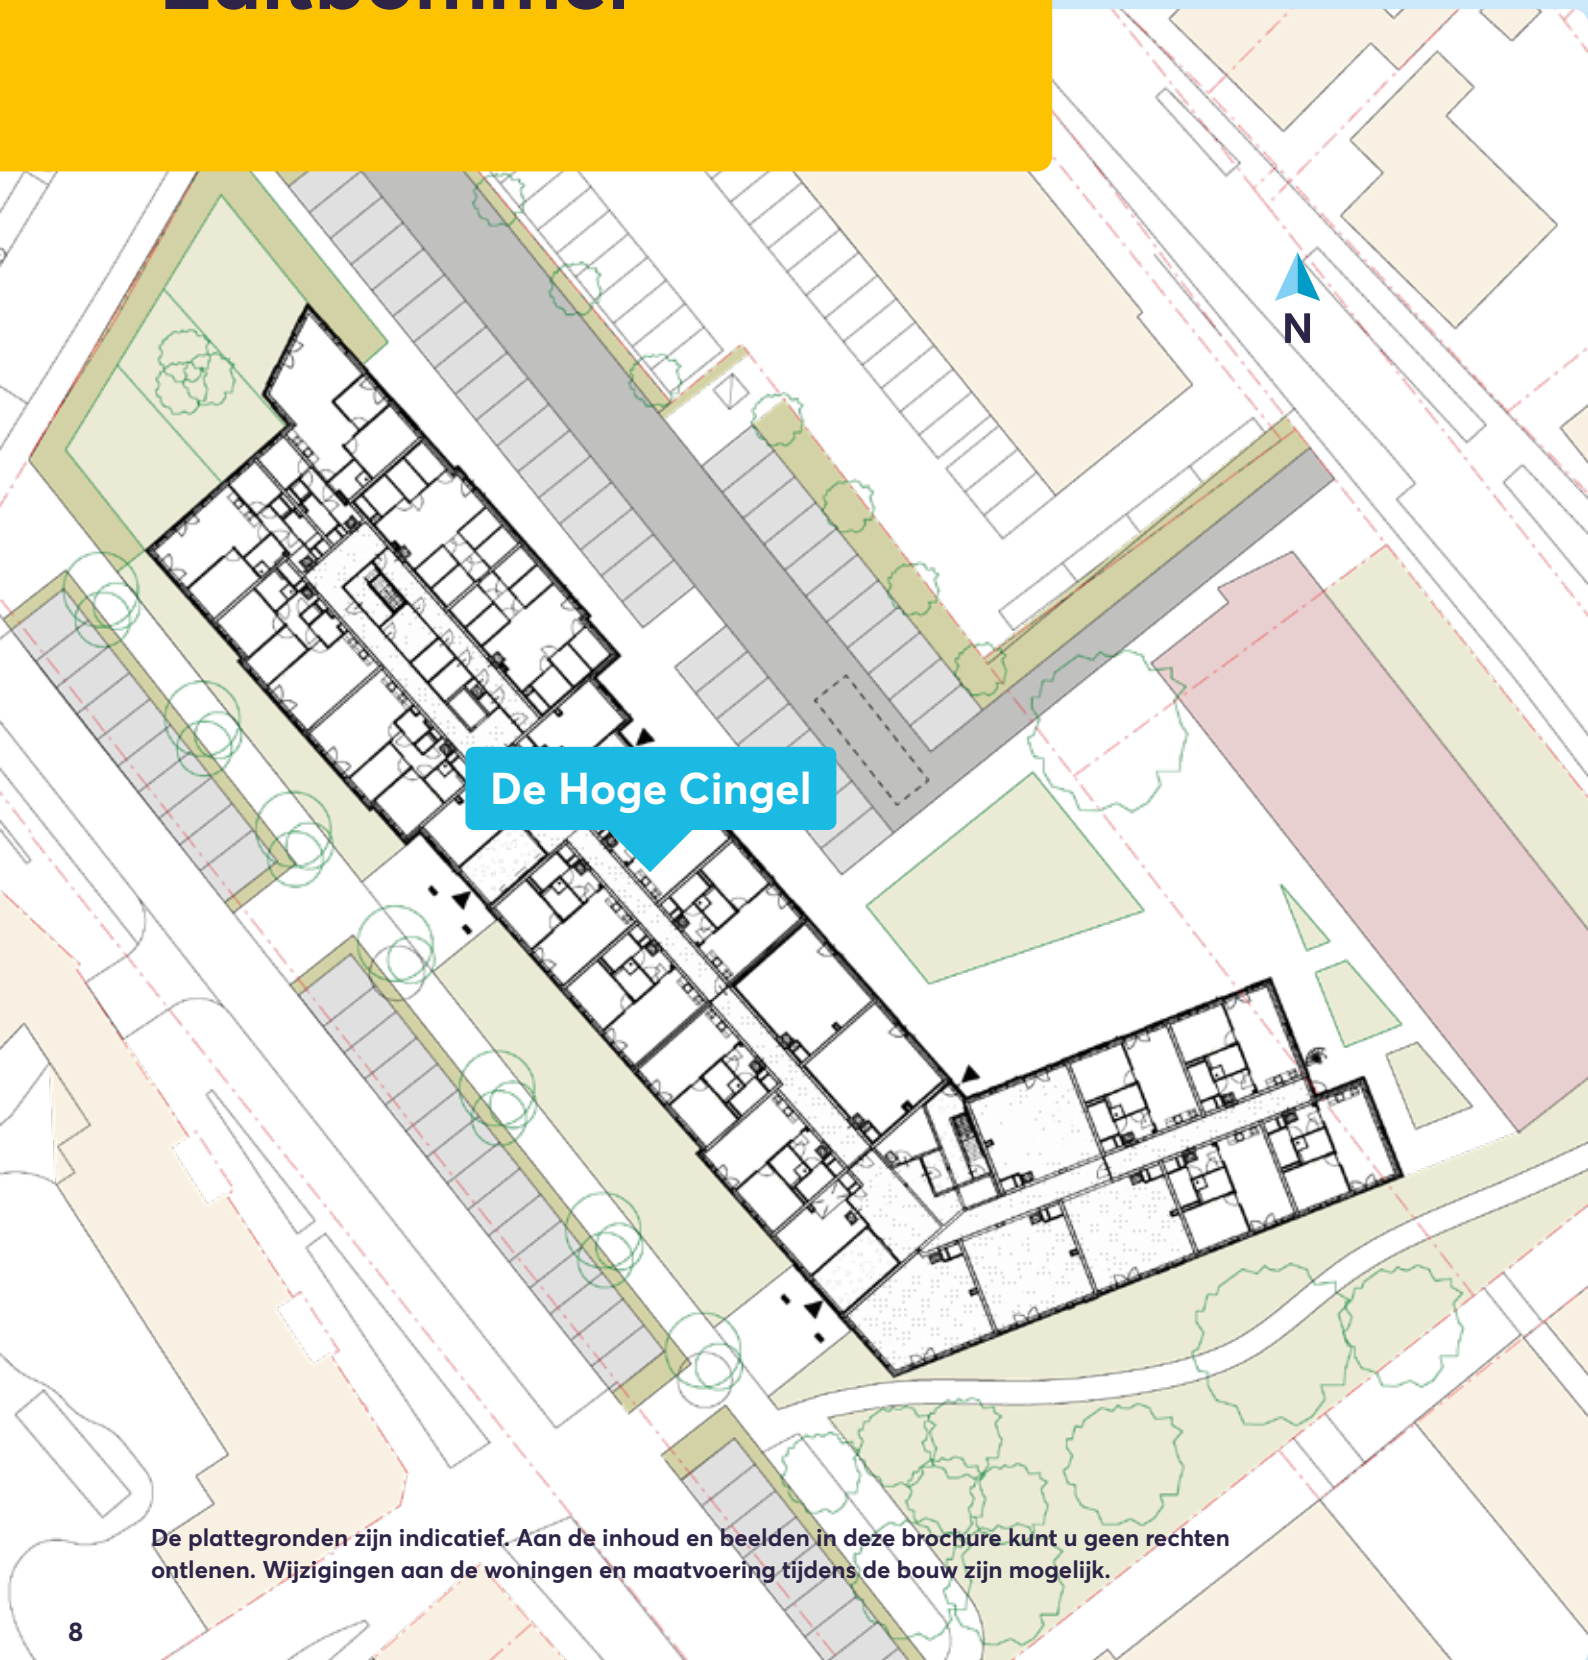 Zaltbommel
N
De Hoge Cingel
De plattegronden zijn indicatief. Aan de inhoud en beelden in deze brochure kunt u geen rechten
ontlenen. Wijzigingen aan de woningen en maatvoering tijdens de bouw zijn mogelijk.
8